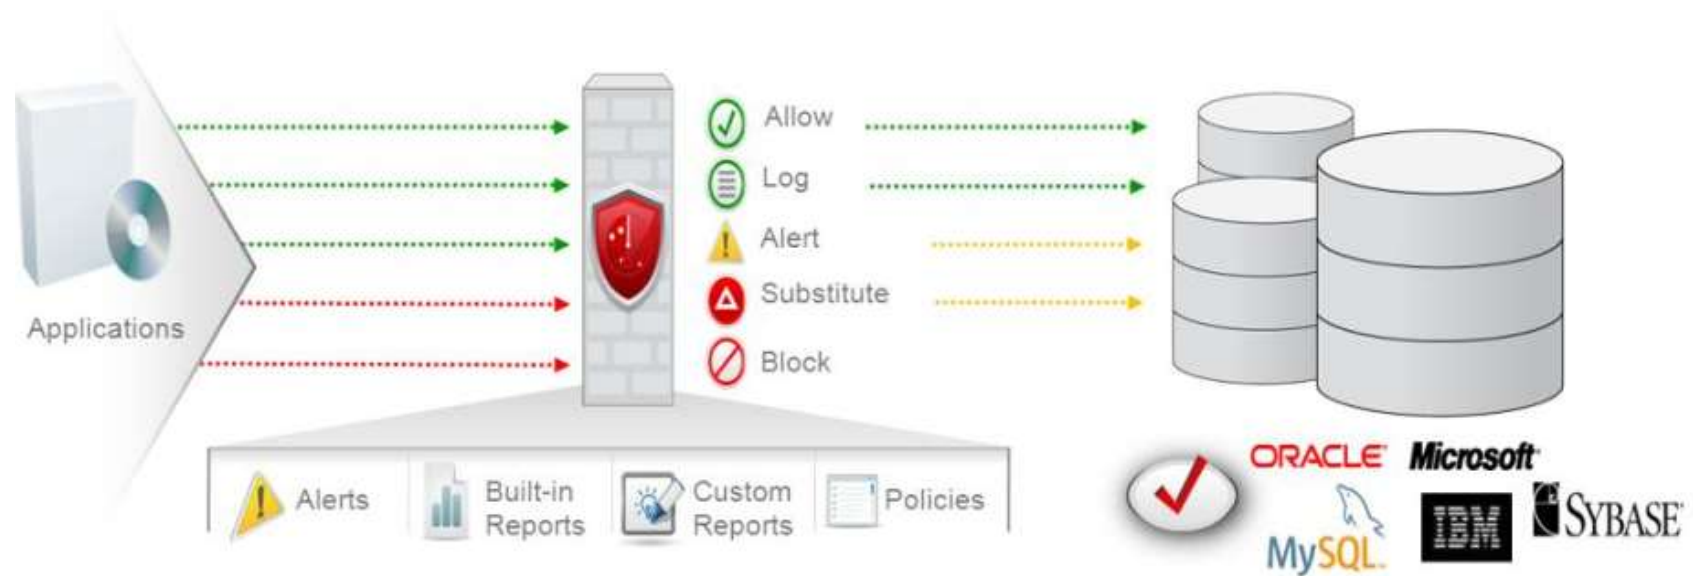 Applications
Allow
Log
Alert
Substitute
Block
Alerts
Built-in
Reports
Custom
Reports
Policies
ORACLE
Microsoft
MySQL
IBM
SYBASE